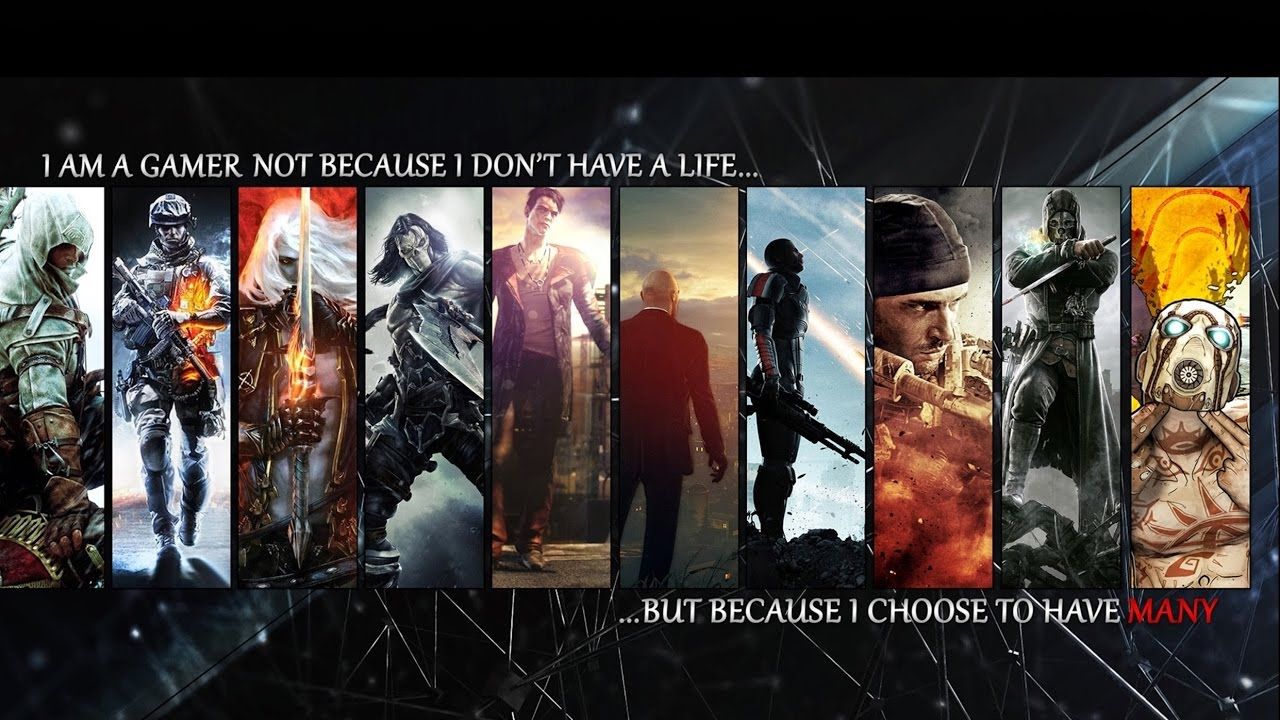 I AM A GAMER NOT BECAUSE I DON'T HAVE A LIFE...
...BUT BECAUSE I CHOOSE TO HAVE MANY